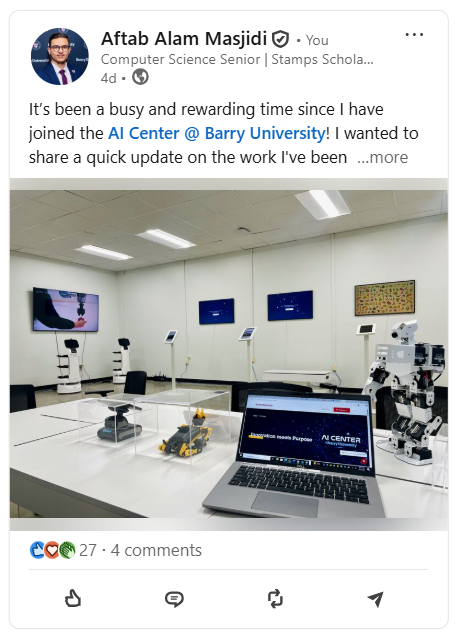 Aftab Alam Masjidi • You
Computer Science Senior | Stamps Schola...
4d •
It's been a busy and rewarding time since I have
joined the AI Center @ Barry University! I wanted to
share a quick update on the work I've been ...more
Innovation meets Purpose
AI CENTER
27 · 4 comments